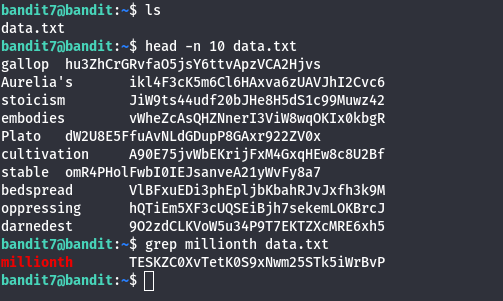 bandit7@bandit:~$ ls
data.txt
bandit7@bandit:~$ head -n 10 data.txt
gallop	hu3ZhCrGRvfaO5jsY6ttvApzVCA2Hjvs
Aurelia's	ikl4F3cK5m6Cl6HAxva6zUAVJhI2Cvc6
stoicism	JiW9ts44udf20bJHe8H5dS1c99Muwz42
embodies	vWheZcAsQHZNnerI3ViW8wqOKIx0kbgR
Plato	dW2U8E5FfuAvNLdGDupP8GAxr922ZV0x
cultivation	A90E75jvWbEKrijFxM4GxqHEw8c8U2Bf
stable	omR4PHolFwbI0IEJsanveA21yWvFy8a7
bedspread	VlBFxuEDi3phEpljbKbahRJvJxfh3k9M
oppressing	hQTiEm5XF3cUQSEiBjh7sekemLOKBrcJ
darnedest	9O2zdCLKVoW5u34P9T7EKTZXcMRE6xh5
bandit7@bandit:~$ grep millionth data.txt
millionth	TESKZC0XvTetK0S9xNwm25STk5iWrBvP
bandit7@bandit:~$